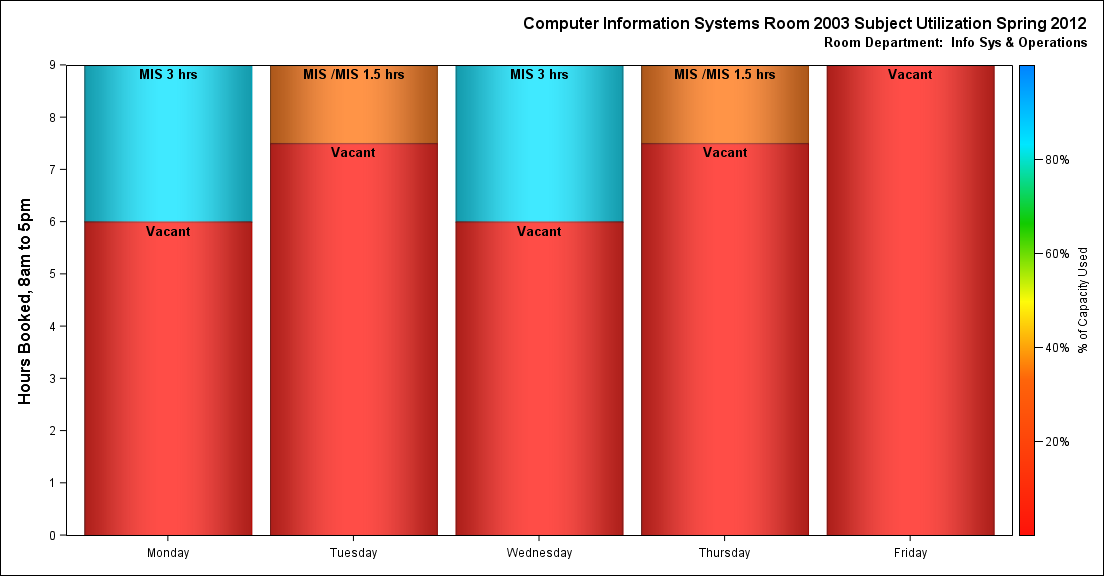 Computer Information Systems Room 2003 Subject Utilization Spring 2012
Room Department:  Info Sys & Operations
Hours Booked, 8am to 5pm
9
8
7
6
5
4
3
2
1
0
MIS 3 hrs
Vacant
MIS /MIS 1.5 hrs
Vacant
MIS 3 hrs
Vacant
MIS /MIS 1.5 hrs
Vacant
Vacant
Monday
Tuesday
Wednesday
Thursday
Friday
80%
60%
40%
20%
% of Capacity Used